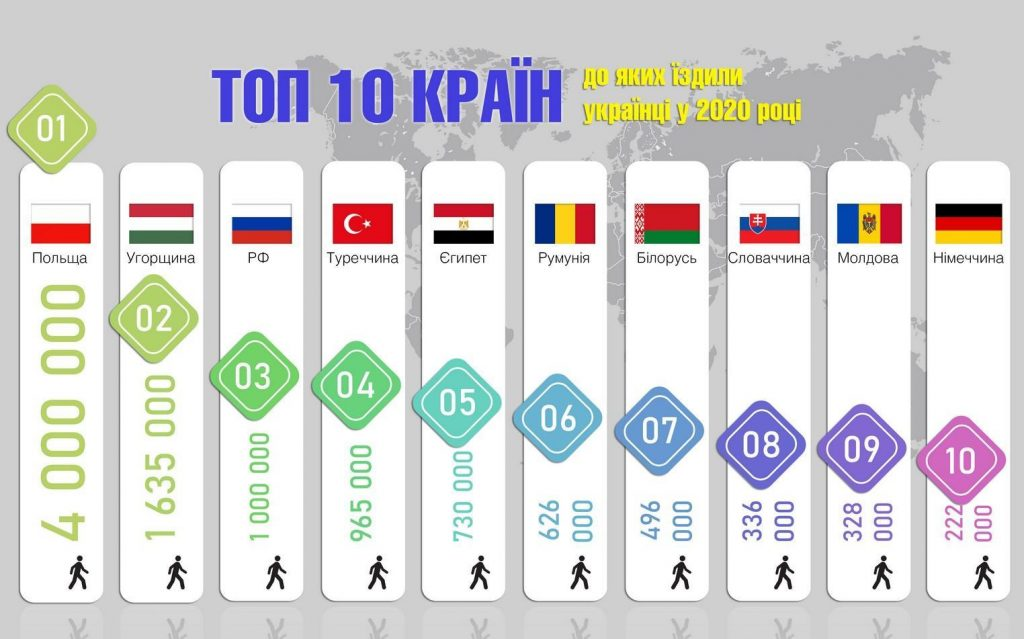 ТОП 10 КРАЇН
до яких їздили
українці у 2020 році
01
Польща
4 000 000
Угорщина
02
1 635 000
РФ
03
1 000 000
Туреччина
04
965 000
Єгипет
05
730 000
Румунія
06
626
000
Білорусь
07
496
000
Словаччина
08
336
000
Молдова
09
328
000
Німеччина
10
222
000